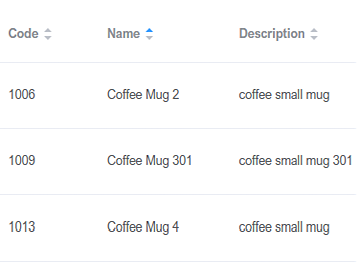 Code Name Description
1006 Coffee Mug 2 coffee small mug
1009 Coffee Mug 301 coffee small mug 301
1013 Coffee Mug 4 coffee small mug